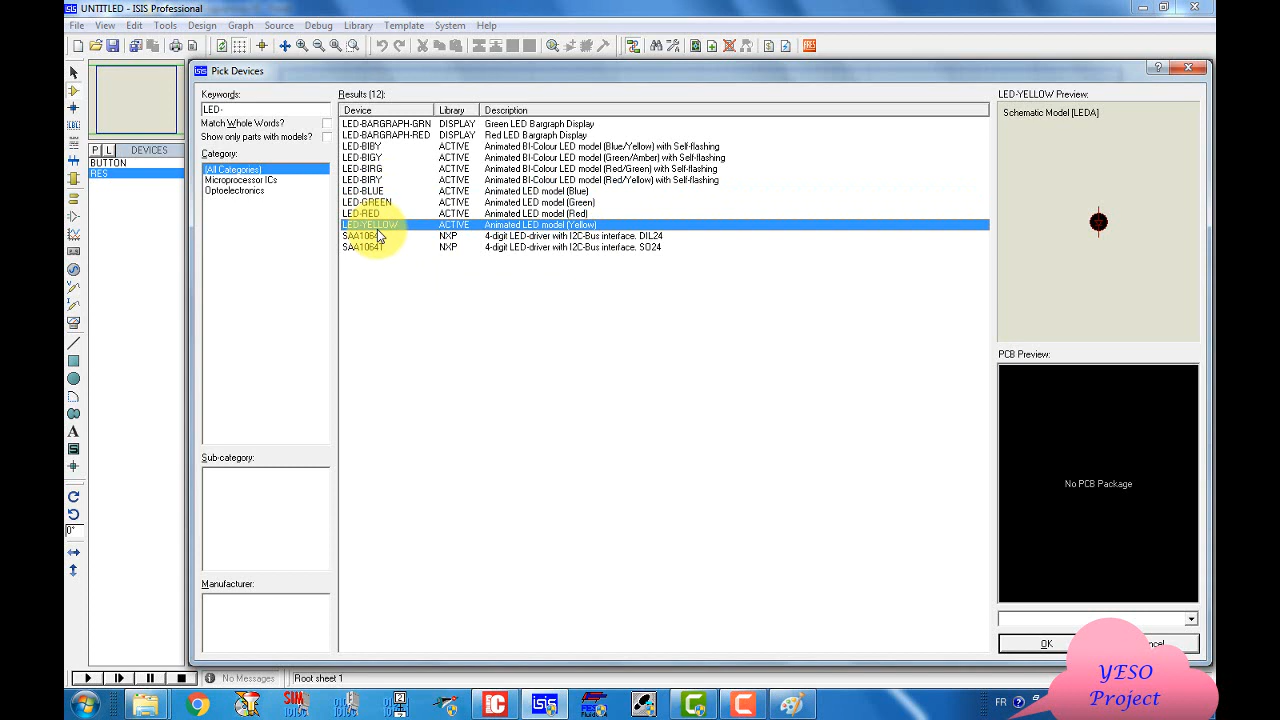 UNTITLED - ISIS Professional
File View Edit Tools Design Graph Source Debug Library Template System Help
Pick Devices
Keywords:
LED-
Match Whole Words?
Show only parts with models?
Category:
(All Categories)
Microprocessor ICs
Optoelectronics
Sub-category:
Manufacturer:
P L DEVICES
BUTTON
RES
Results (12):
Device Library Description
LED-BARGRAPH-GRN DISPLAY Green LED Bargraph Display
LED-BARGRAPH-RED DISPLAY Red LED Bargraph Display
LED-BIBY ACTIVE Animated BI-Colour LED model (Blue/Yellow) with Self-flashing
LED-BIGY ACTIVE Animated BI-Colour LED model (Green/Amber) with Self-flashing
LED-BIRG ACTIVE Animated BI-Colour LED model (Red/Green) with Self-flashing
LED-BIRY ACTIVE Animated BI-Colour LED model (Red/Yellow) with Self-flashing
LED-BLUE ACTIVE Animated LED model (Blue)
LED-GREEN ACTIVE Animated LED model (Green)
LED-RED ACTIVE Animated LED model (Red)
LED-YELLOW ACTIVE Animated LED model (Yellow)
SAA1064 NXP 4-digit LED-driver with I2C-Bus interface. DIL24
SAA1064T NXP 4-digit LED-driver with I2C-Bus interface. SO24
LED-YELLOW Preview:
Schematic Model [LEDA]
PCB Preview:
No PCB Package
OK
0°
No Messages
Root sheet 1
YESO
Project
FR